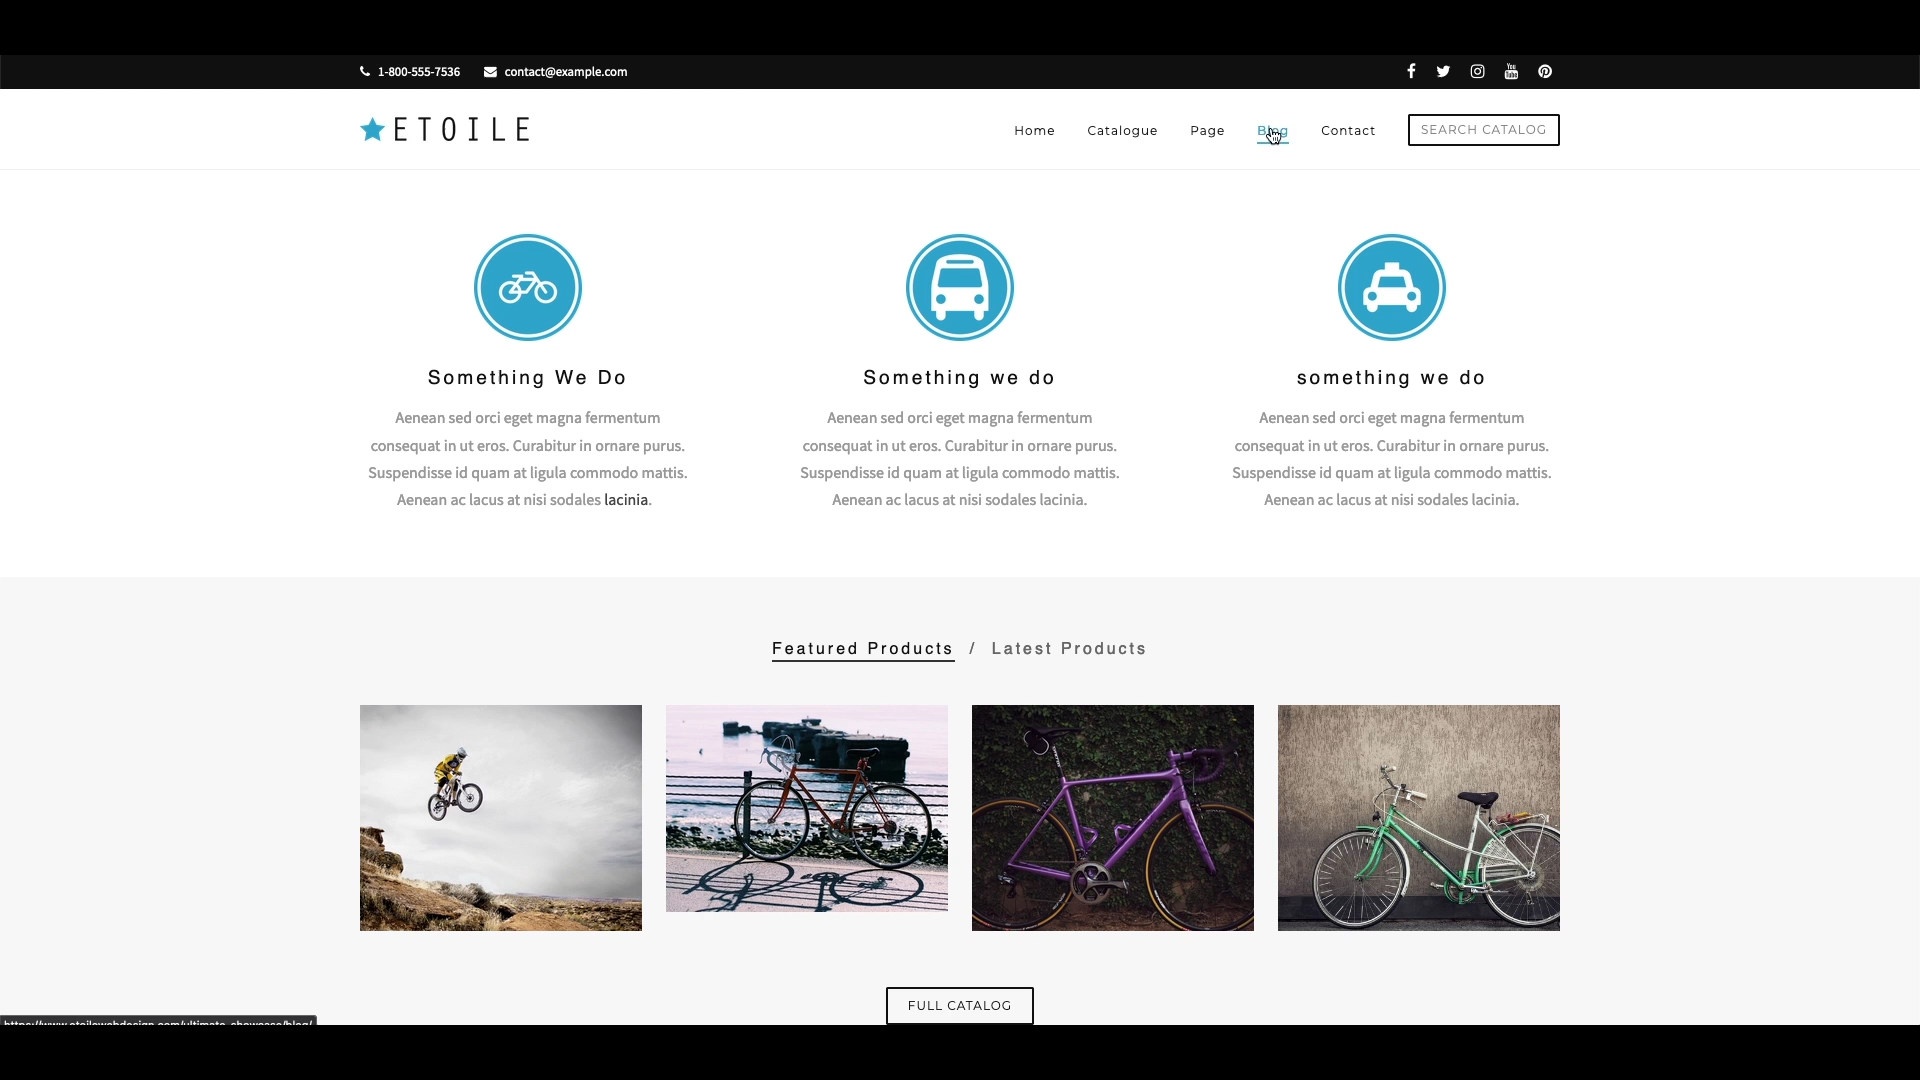 1-800-555-7536 contact@example.com
ETOILE
Home Catalogue Page Blog Contact SEARCH CATALOG
Something We Do
Aenean sed orci eget magna fermentum
consequat in ut eros. Curabitur in ornare purus.
Suspendisse id quam at ligula commodo mattis.
Aenean ac lacus at nisi sodales lacinia.
Something we do
Aenean sed orci eget magna fermentum
consequat in ut eros. Curabitur in ornare purus.
Suspendisse id quam at ligula commodo mattis.
Aenean ac lacus at nisi sodales lacinia.
something we do
Aenean sed orci eget magna fermentum
consequat in ut eros. Curabitur in ornare purus.
Suspendisse id quam at ligula commodo mattis.
Aenean ac lacus at nisi sodales lacinia.
Featured Products / Latest Products
FULL CATALOG
https://www.etoilewebdesign.com/ultimate-showcase/blog/